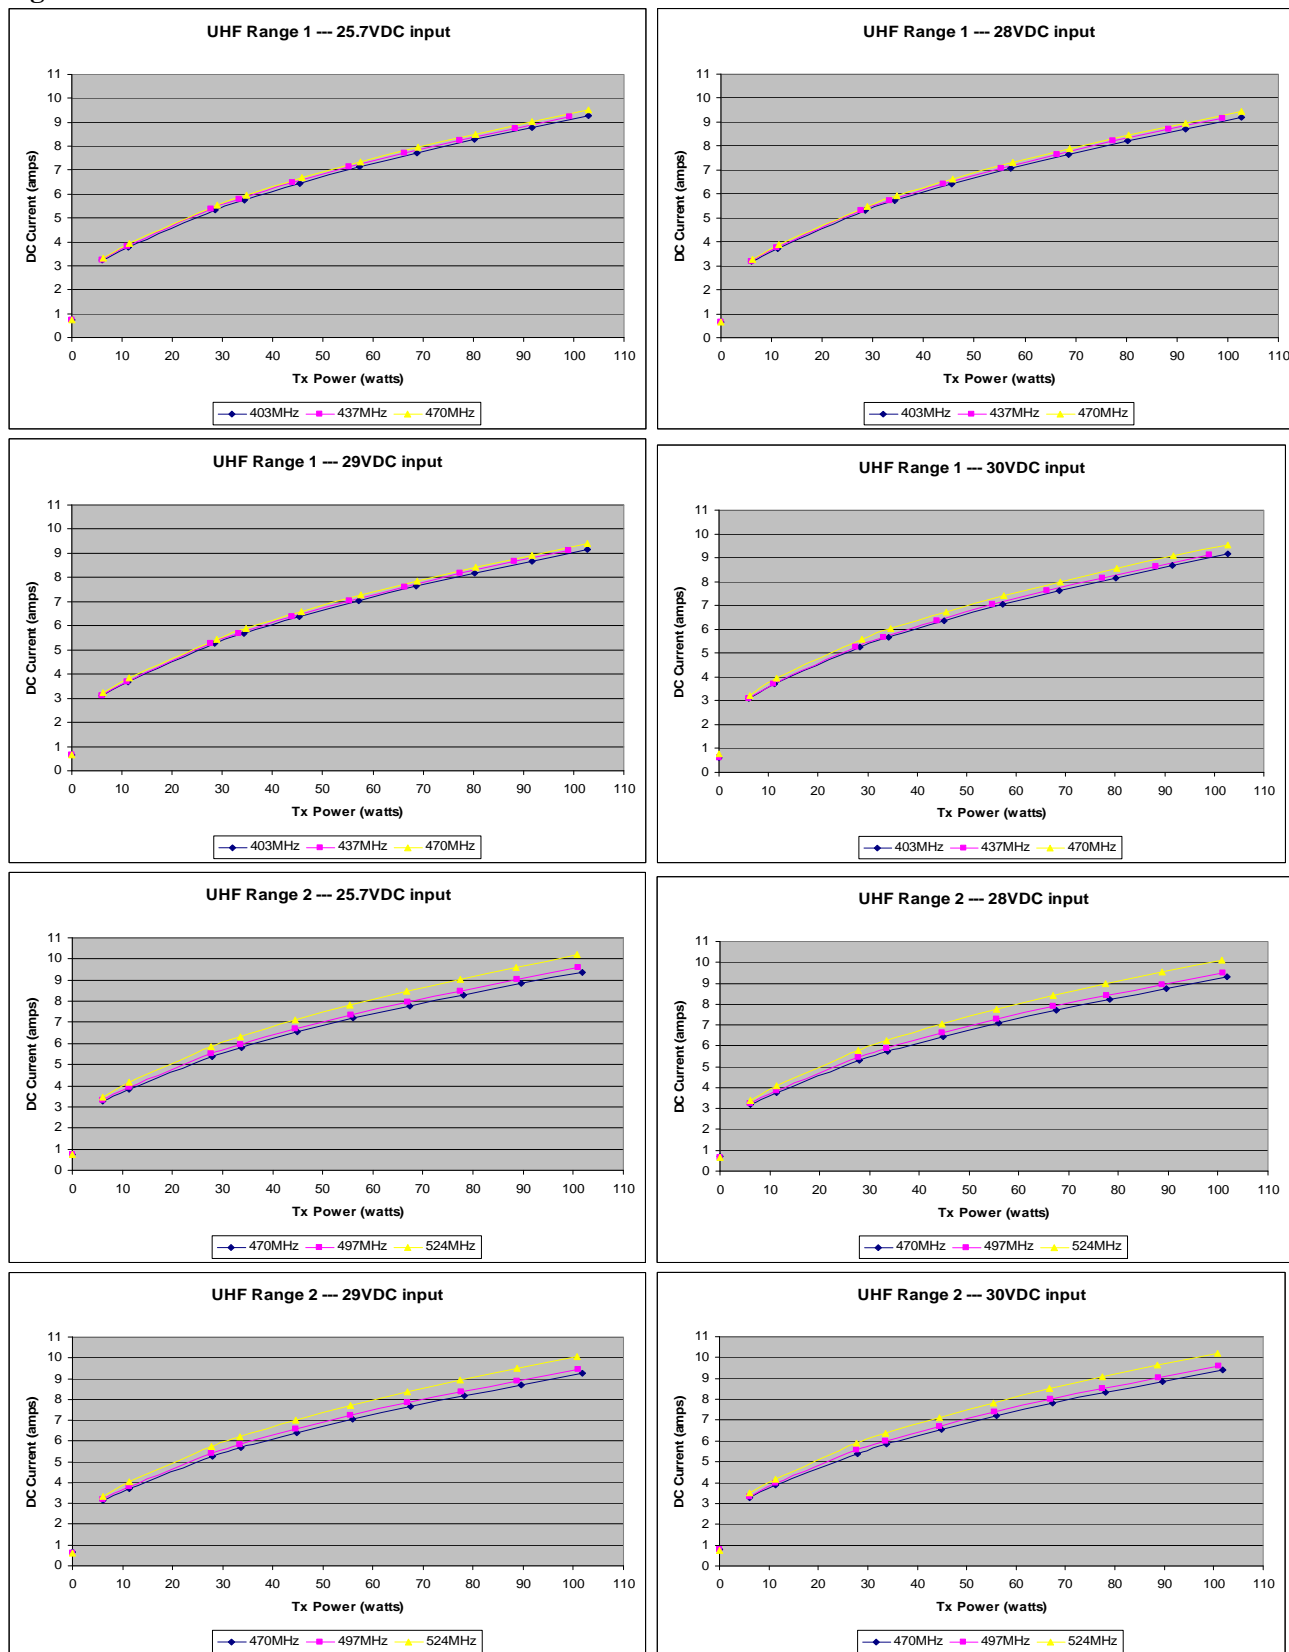 UHF Range 1 --- 25.7VDC input
DC Current (amps)
11
10
9
8
7
6
5
4
3
2
1
0
0 10 20 30 40 50 60 70 80 90 100 110
Tx Power (watts)
403MHz 437MHz 470MHz
UHF Range 1 --- 28VDC input
DC Current (amps)
11
10
9
8
7
6
5
4
3
2
1
0
0 10 20 30 40 50 60 70 80 90 100 110
Tx Power (watts)
403MHz 437MHz 470MHz
UHF Range 1 --- 29VDC input
DC Current (amps)
11
10
9
8
7
6
5
4
3
2
1
0
0 10 20 30 40 50 60 70 80 90 100 110
Tx Power (watts)
403MHz 437MHz 470MHz
UHF Range 1 --- 30VDC input
DC Current (amps)
11
10
9
8
7
6
5
4
3
2
1
0
0 10 20 30 40 50 60 70 80 90 100 110
Tx Power (watts)
403MHz 437MHz 470MHz
UHF Range 2 --- 25.7VDC input
DC Current (amps)
11
10
9
8
7
6
5
4
3
2
1
0
0 10 20 30 40 50 60 70 80 90 100 110
Tx Power (watts)
470MHz 497MHz 524MHz
UHF Range 2 --- 28VDC input
DC Current (amps)
11
10
9
8
7
6
5
4
3
2
1
0
0 10 20 30 40 50 60 70 80 90 100 110
Tx Power (watts)
470MHz 497MHz 524MHz
UHF Range 2 --- 29VDC input
DC Current (amps)
11
10
9
8
7
6
5
4
3
2
1
0
0 10 20 30 40 50 60 70 80 90 100 110
Tx Power (watts)
470MHz 497MHz 524MHz
UHF Range 2 --- 30VDC input
DC Current (amps)
11
10
9
8
7
6
5
4
3
2
1
0
0 10 20 30 40 50 60 70 80 90 100 110
Tx Power (watts)
470MHz 497MHz 524MHz